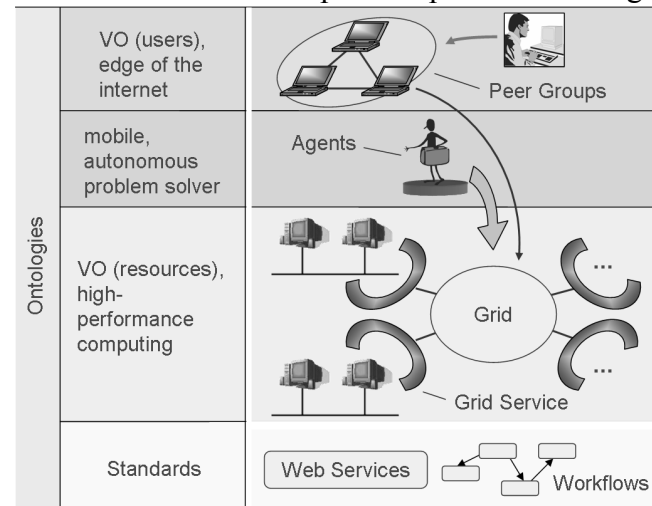 Ontologies
VO (users),
edge of the
internet
Peer Groups
mobile,
autonomous
problem solver
Agents
VO (resources),
high-
performance
computing
...
Grid
...
Grid Service
Standards
Web Services
Workflows